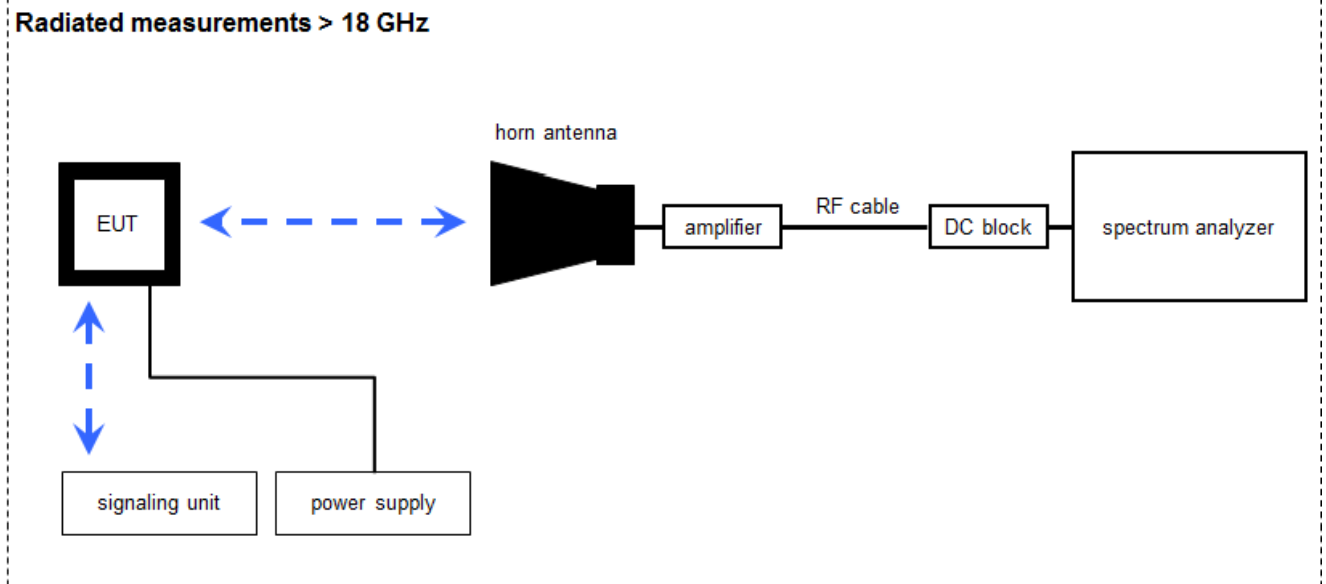 Radiated measurements > 18 GHz
horn antenna
EUT
amplifier
RF cable
DC block
spectrum analyzer
signaling unit
power supply